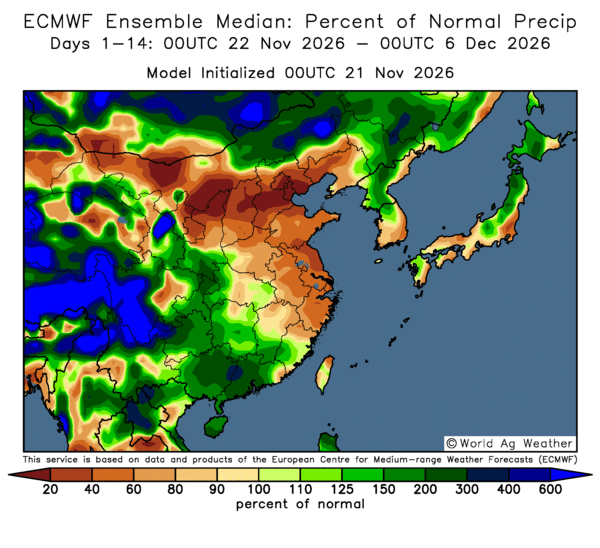 ECMWF Ensemble Median: Percent of Normal Precip
Days 1−14: 00UTC 22 Nov 2026 − 00UTC 6 Dec 2026
Model Initialized 00UTC 21 Nov 2026
©World Ag Weather
This service is based on data and products of the European Centre for Medium-range Weather Forecasts (ECMWF)
20 40 60 80 90 100 110 125 150 200 300 400 600
percent of normal